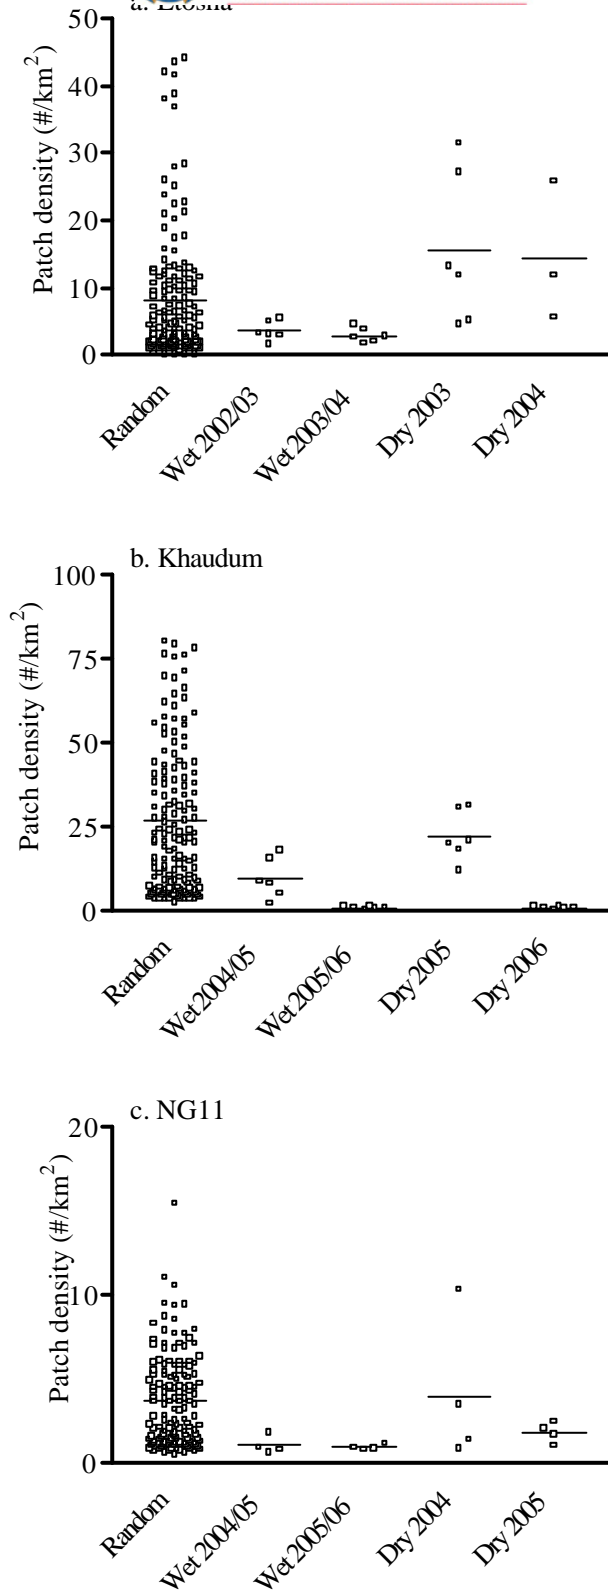 a. Etosha
50
40
30
20
10
0
Patch density (#/km²)
Random
Wet 2002/03
Wet 2003/04
Dry 2003
Dry 2004
b. Khaudum
100
75
50
25
0
Patch density (#/km²)
Random
Wet 2004/05
Wet 2005/06
Dry 2005
Dry 2006
c. NG11
20
10
0
Patch density (#/km²)
Random
Wet 2004/05
Wet 2005/06
Dry 2004
Dry 2005